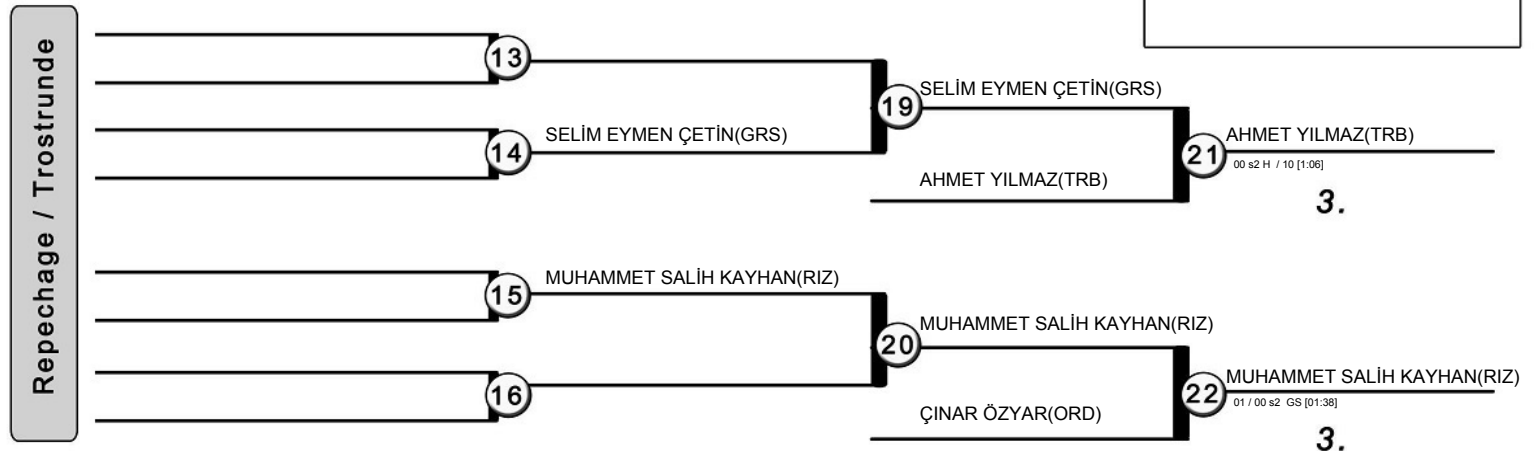 Repechage / Trostrunde
13
SELİM EYMEN ÇETİN(GRS)
19
SELİM EYMEN ÇETİN(GRS)
14
AHMET YILMAZ(TRB)
21
00 s2 H / 10 [1:06]
AHMET YILMAZ(TRB)
3.
MUHAMMET SALİH KAYHAN(RIZ)
15
MUHAMMET SALİH KAYHAN(RIZ)
20
MUHAMMET SALİH KAYHAN(RIZ)
22
01 / 00 s2 GS [01:38]
16
ÇINAR ÖZYAR(ORD)
3.